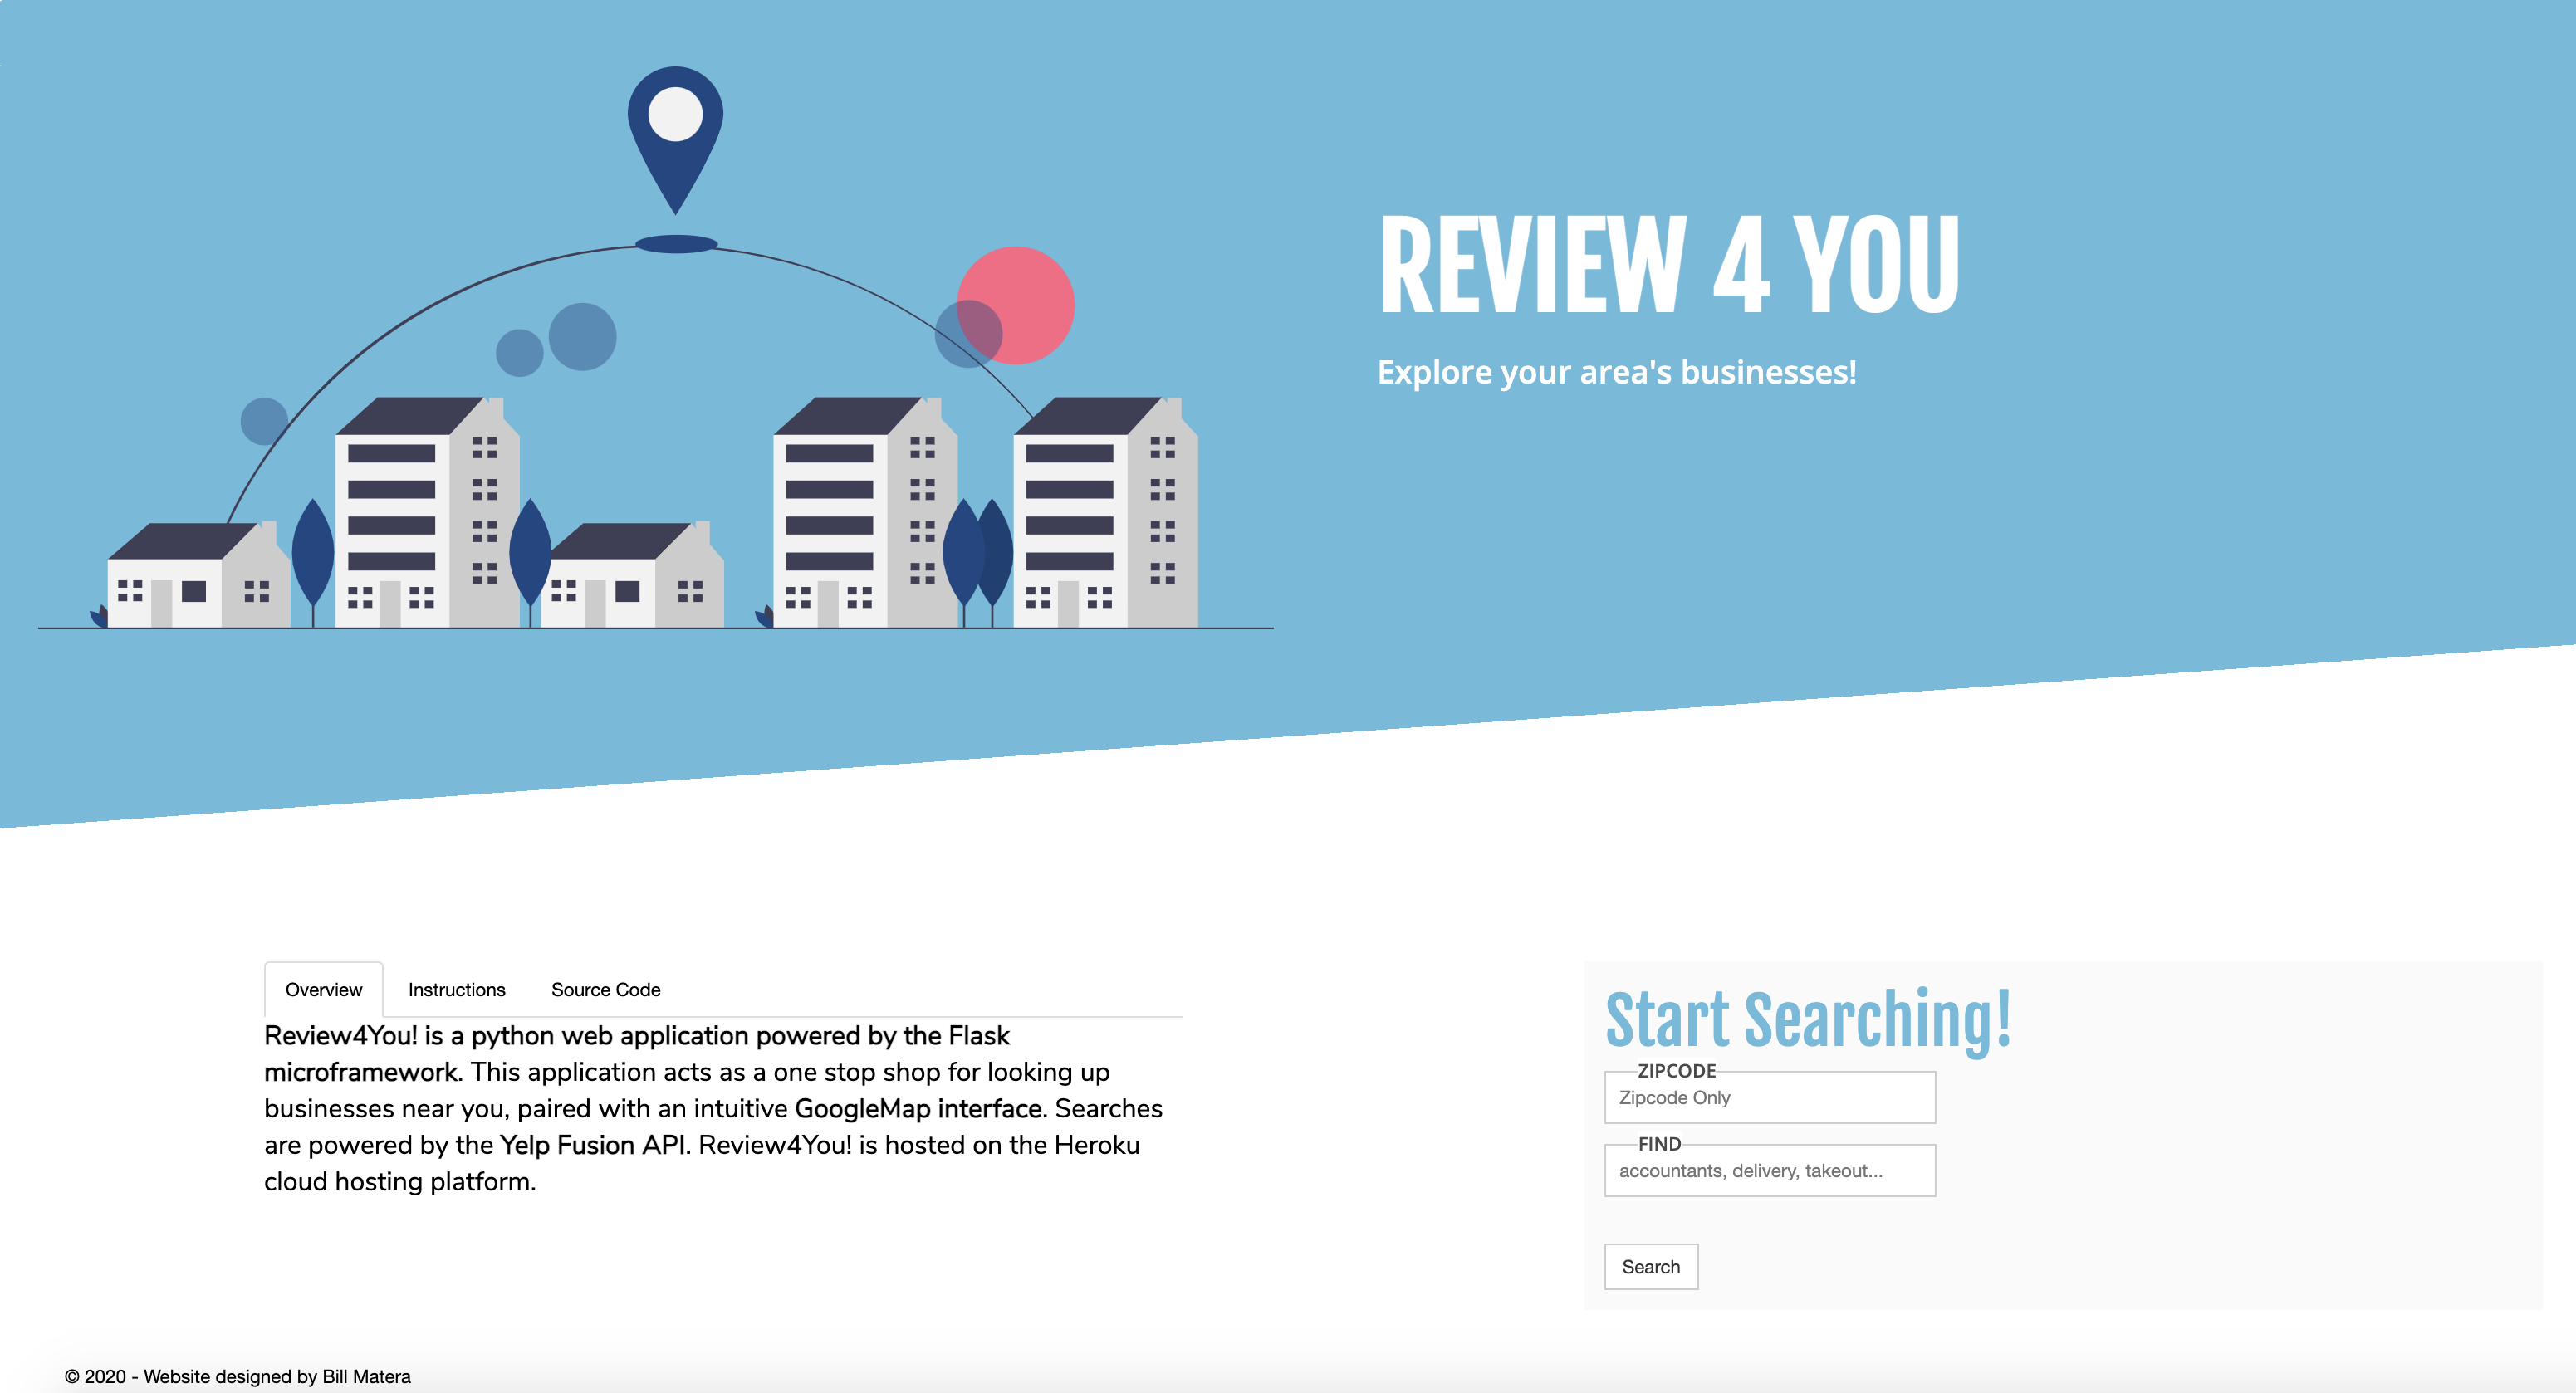 REVIEW 4 YOU
Explore your area's businesses!
Overview Instructions Source Code
Review4You! is a python web application powered by the Flask
microframework. This application acts as a one stop shop for looking up
businesses near you, paired with an intuitive GoogleMap interface. Searches
are powered by the Yelp Fusion API. Review4You! is hosted on the Heroku
cloud hosting platform.
Start Searching!
ZIPCODE
Zipcode Only
FIND
accountants, delivery, takeout...
Search
© 2020 - Website designed by Bill Matera